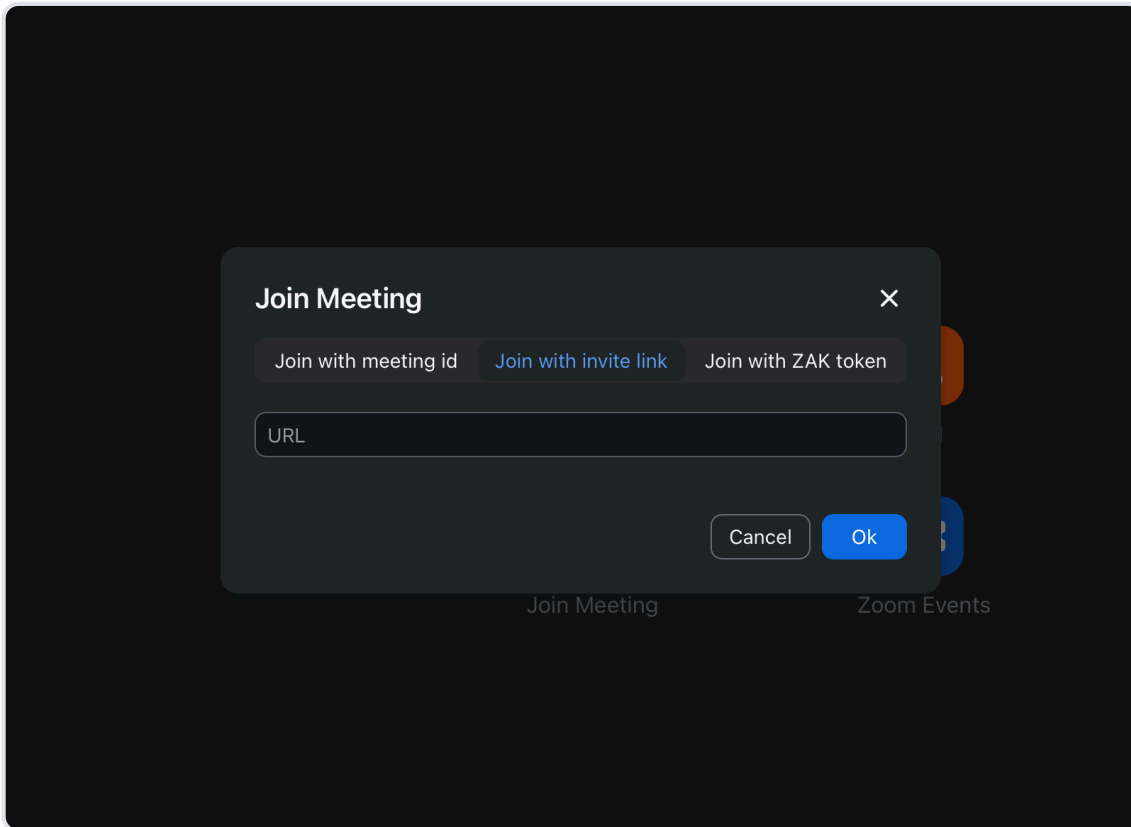 Join Meeting
Join with meeting id Join with invite link Join with ZAK token
URL
Cancel Ok
Join Meeting Zoom Events